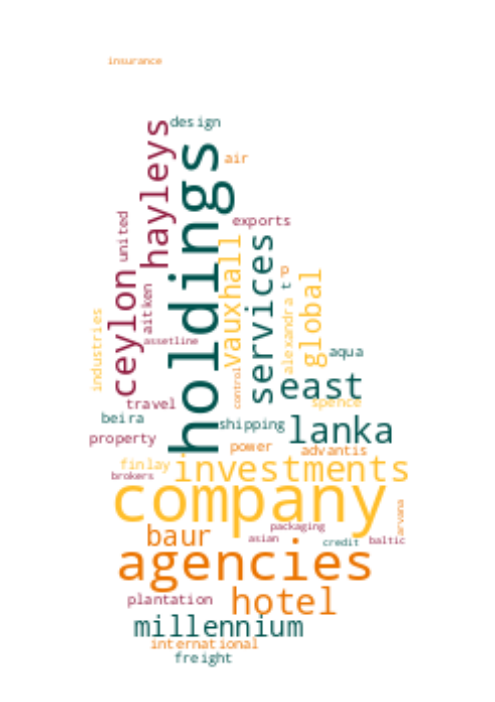 insurance
design
air
hayleys
holdings
exports
united
vauxhall
services
ceylon
aitken
p
t
global
alexandra
industries
assetline
aqua
control
east
travel
spence
beira
shipping
lanka
property
power
advantis
finlay
investments
brokers
company
arvana
packaging
baur
asian
credit
baltic
agencies
plantation
hotel
millennium
international
freight